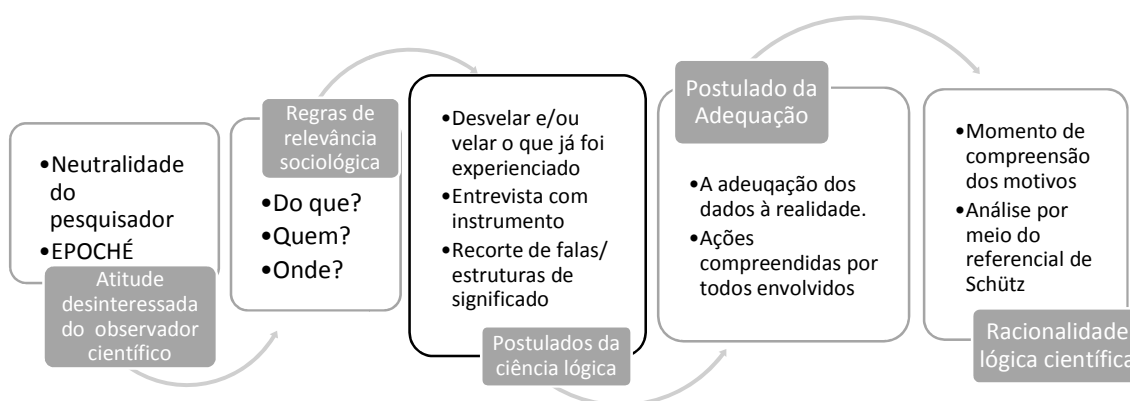 •Neutralidade
do
pesquisador
•EPOCHÉ
Atitude
desinteressada
do observador
científico
Regras de
relevância
sociológica
•Do que?
•Quem?
•Onde?
•Desvelar e/ou
velar o que já foi
experienciado
•Entrevista com
instrumento
•Recorte de falas/
estruturas de
significado
Postulados da
ciência lógica
Postulado da
Adequação
•A adeuqação dos
dados à realidade.
•Ações
compreendidas por
todos envolvidos
•Momento de
compreensão
dos motivos
•Análise por
meio do
referencial de
Schütz
Racionalidade
lógica científica